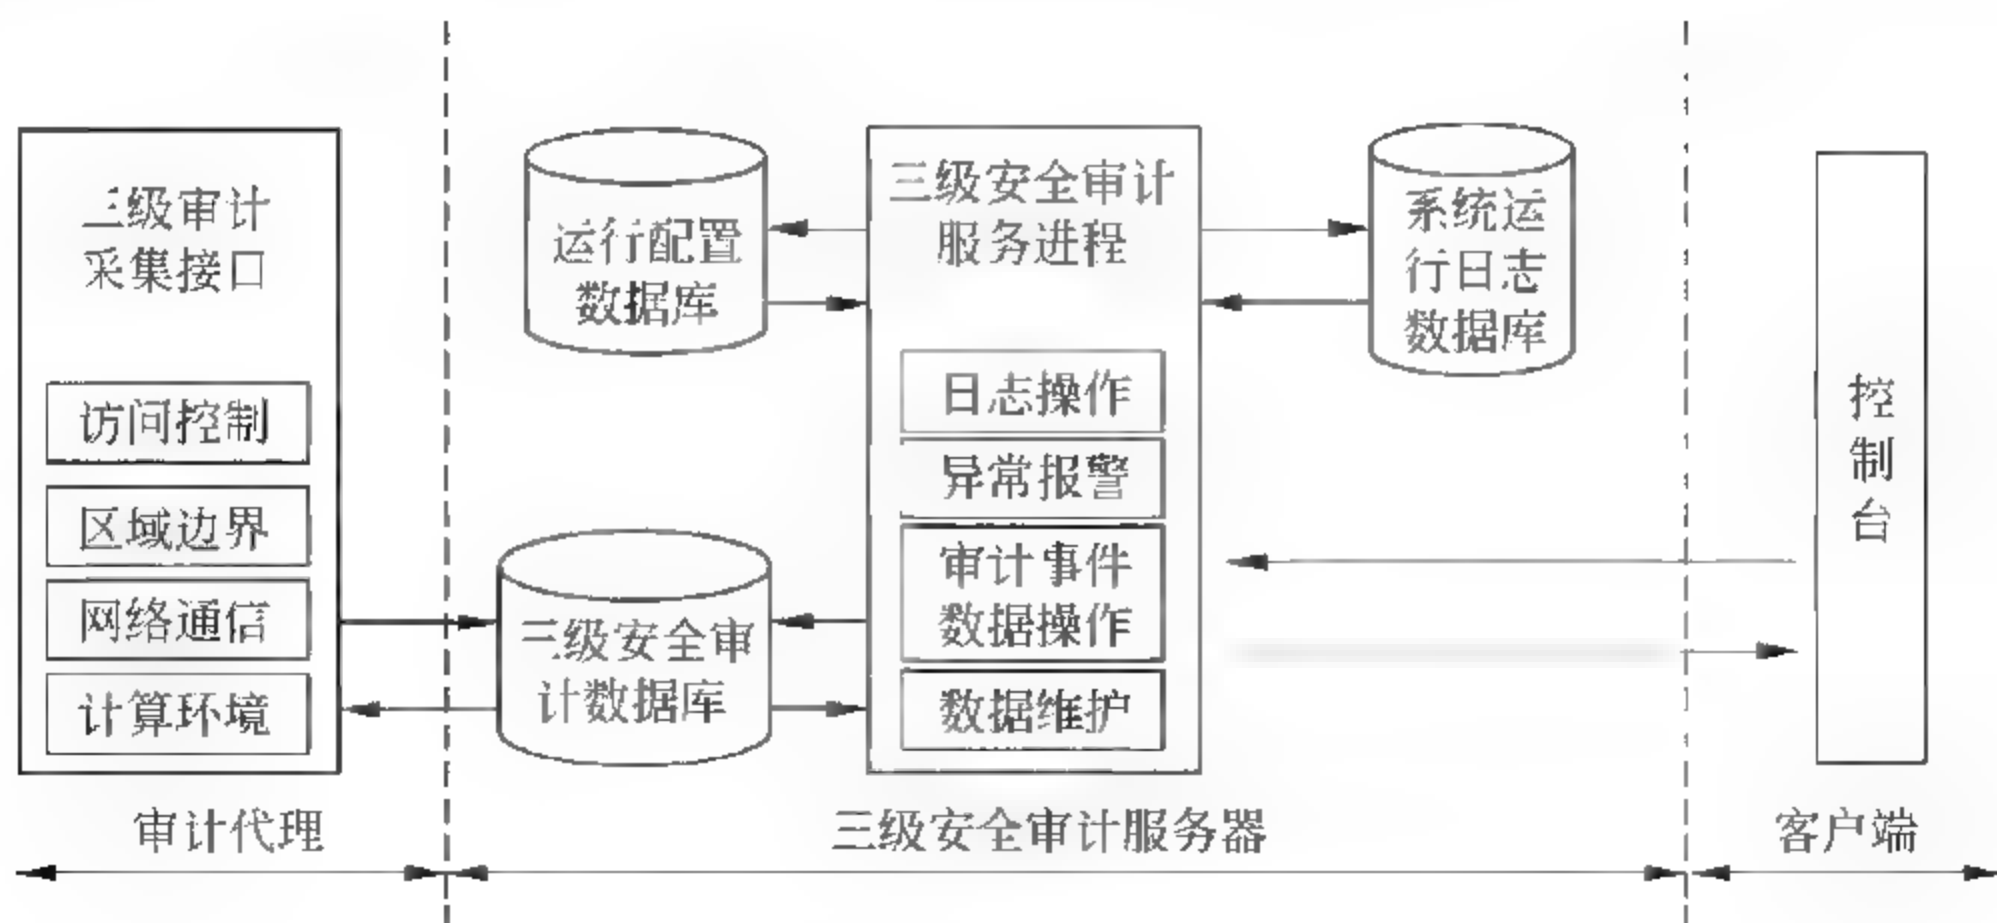 三级审计
采集接口
访问控制
区域边界
网络通信
计算环境
审计代理
运行配置
数据库
三级安全审
计数据库
三级安全审计
服务进程
日志操作
异常报警
审计事件
数据操作
数据维护
系统运
行日志
数据库
三级安全审计服务器
控
制
台
客户端